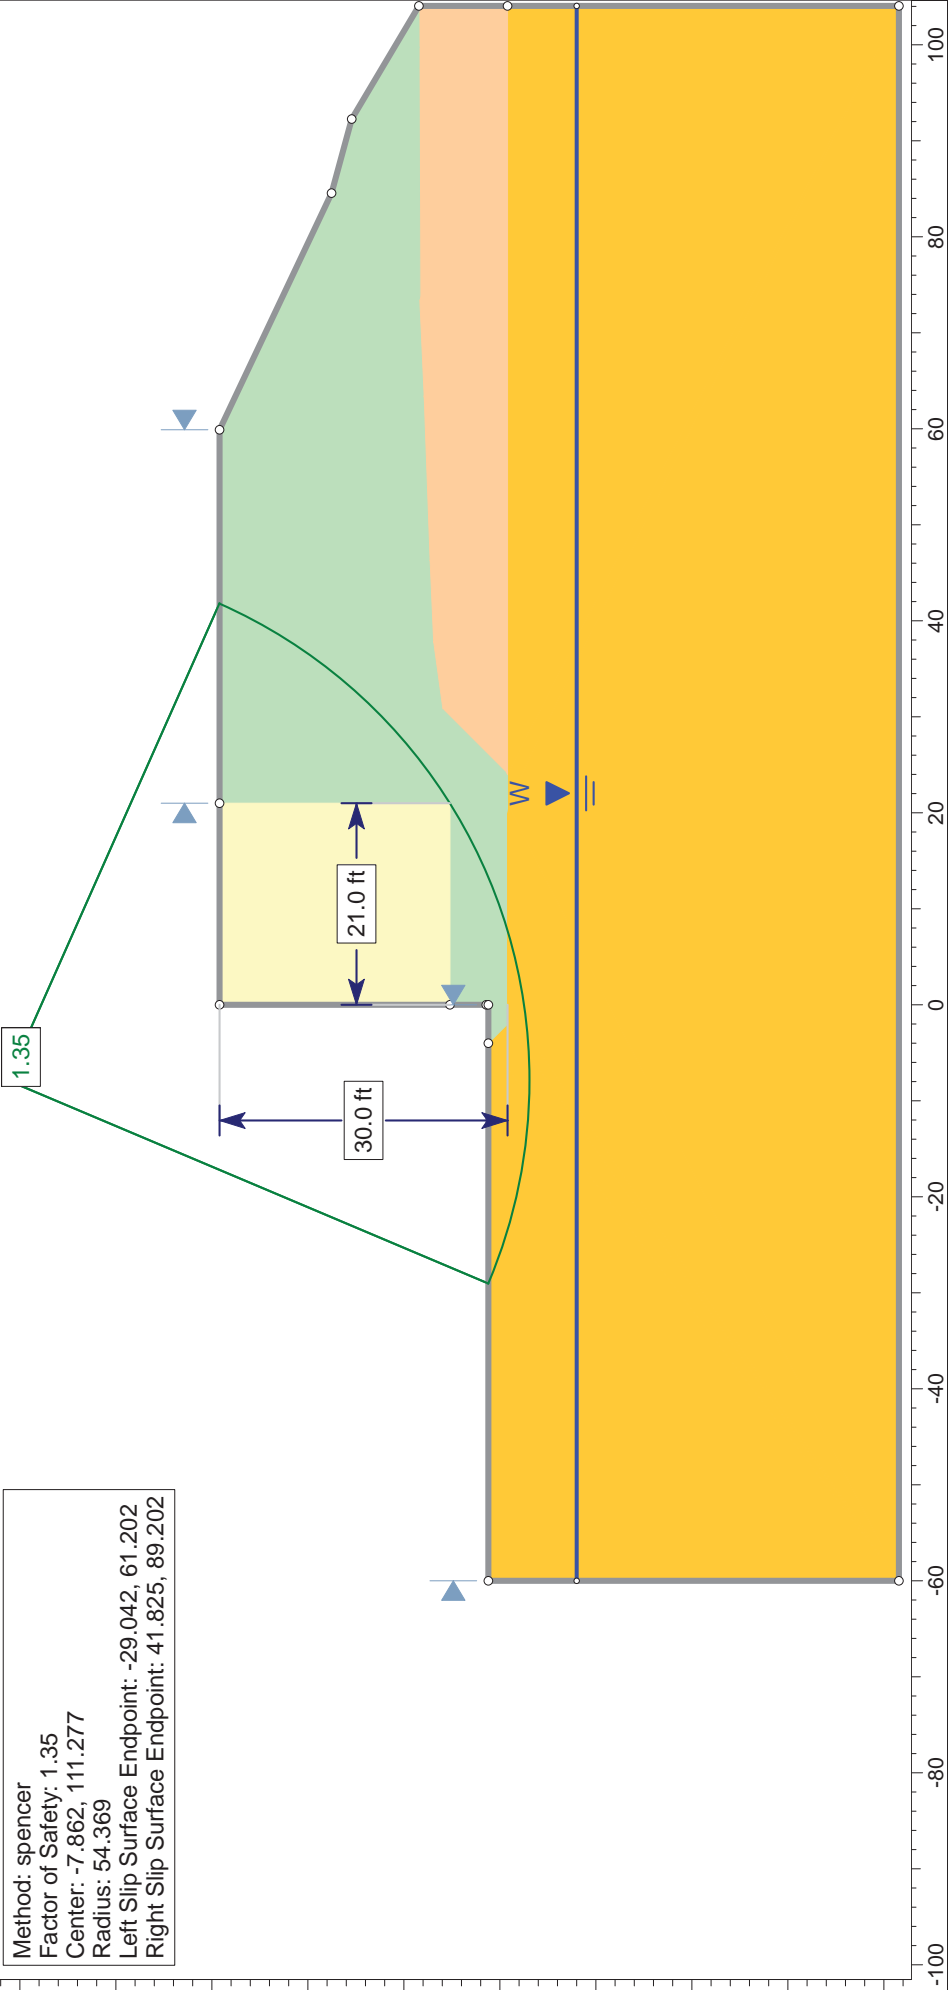 Method: spencer
Factor of Safety: 1.35
Center: -7.862, 111.277
Radius: 54.369
Left Slip Surface Endpoint: -29.042, 61.202
Right Slip Surface Endpoint: 41.825, 89.202
1.35
30.0 ft
21.0 ft
W
-100
-80
-60
-40
-20
0
20
40
60
80
100